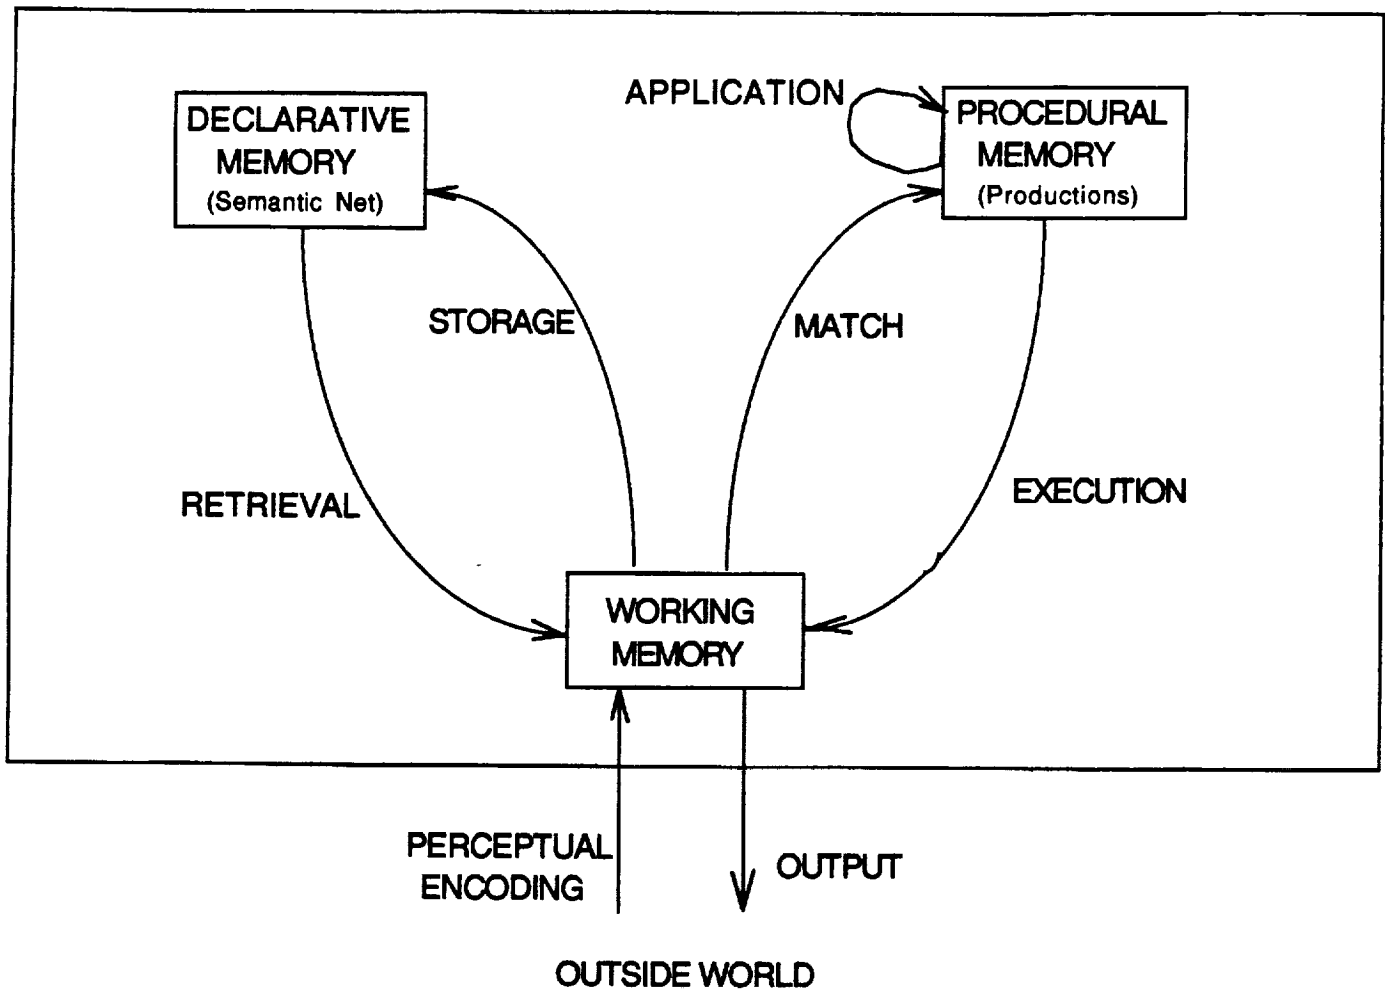 APPLICATION
DECLARATIVE
MEMORY
(Semantic Net)
PROCEDURAL
MEMORY
(Productions)
STORAGE
MATCH
RETRIEVAL
EXECUTION
WORKING
MEMORY
PERCEPTUAL
ENCODING
OUTPUT
OUTSIDE WORLD